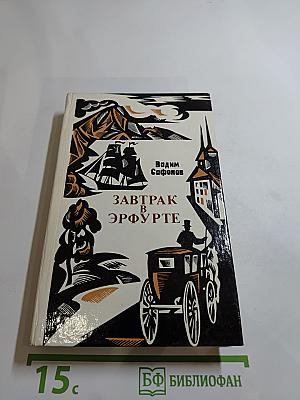 Вадим
Сафонов
ЗАВТРАК
В
ЭРФУРТЕ
15с
БФ БИБЛИОФАН